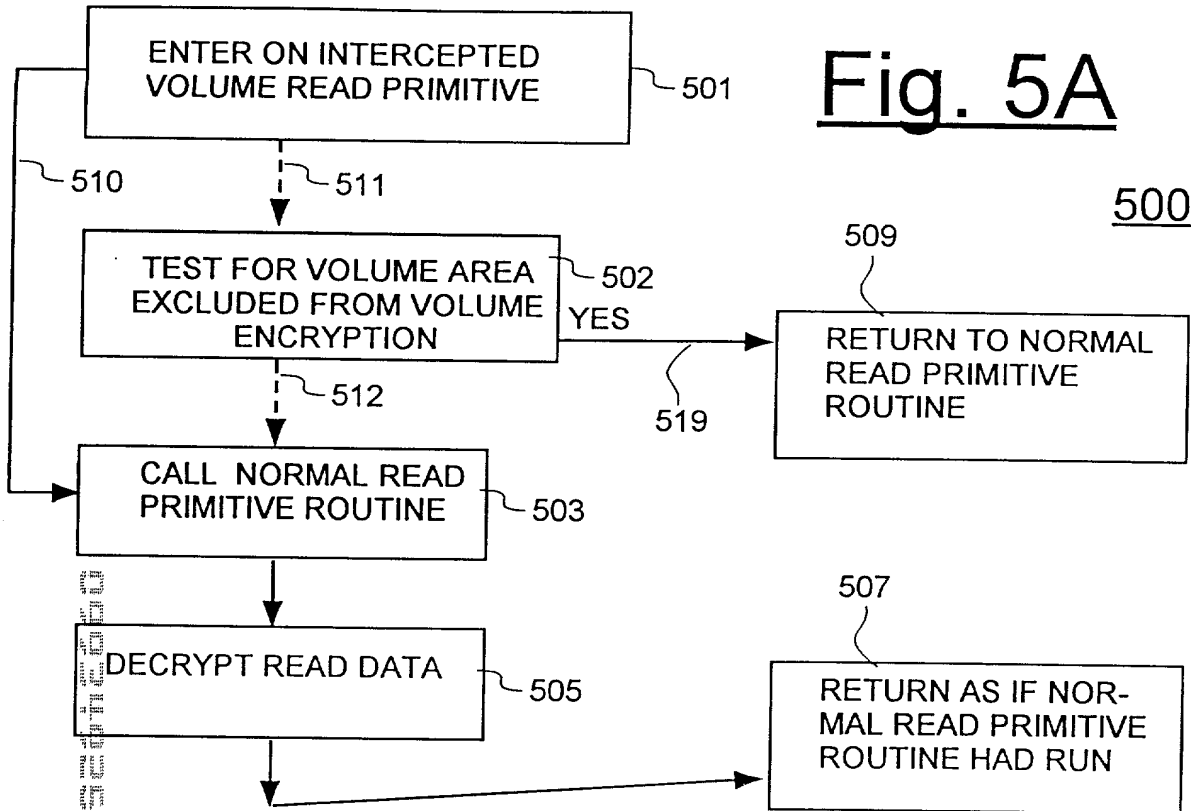 Fig. 5A
500
ENTER ON INTERCEPTED
VOLUME READ PRIMITIVE
501
510
511
TEST FOR VOLUME AREA
EXCLUDED FROM VOLUME
ENCRYPTION
502
YES
519
509
RETURN TO NORMAL
READ PRIMITIVE
ROUTINE
512
CALL NORMAL READ
PRIMITIVE ROUTINE
503
DECRYPT READ DATA
505
507
RETURN AS IF NOR-
MAL READ PRIMITIVE
ROUTINE HAD RUN